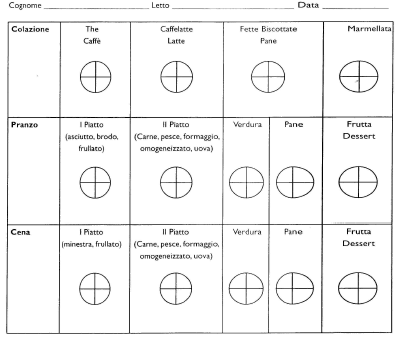 Cognome Letto Data
Colazione The Caffelatte Fette Biscottate Marmellata
Caffè Latte Pane
Pranzo I Piatto II Piatto Verdura Pane Frutta
(asciutto, brodo, (Carne, pesce, formaggio, Dessert
frullato) omogeneizzato, uova)
Cena I Piatto II Piatto Verdura Pane Frutta
(minestra, frullato) (Carne, pesce, formaggio, Dessert
omogeneizzato, uova)